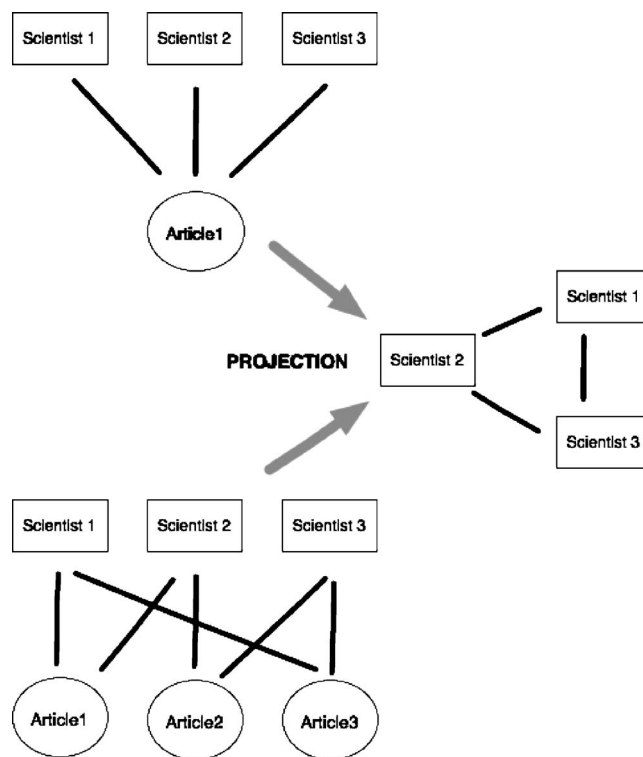 Scientist 1
Scientist 2
Scientist 3
Article1
Scientist 1
PROJECTION
Scientist 2
Scientist 3
Scientist 1
Scientist 2
Scientist 3
Article1
Article2
Article3